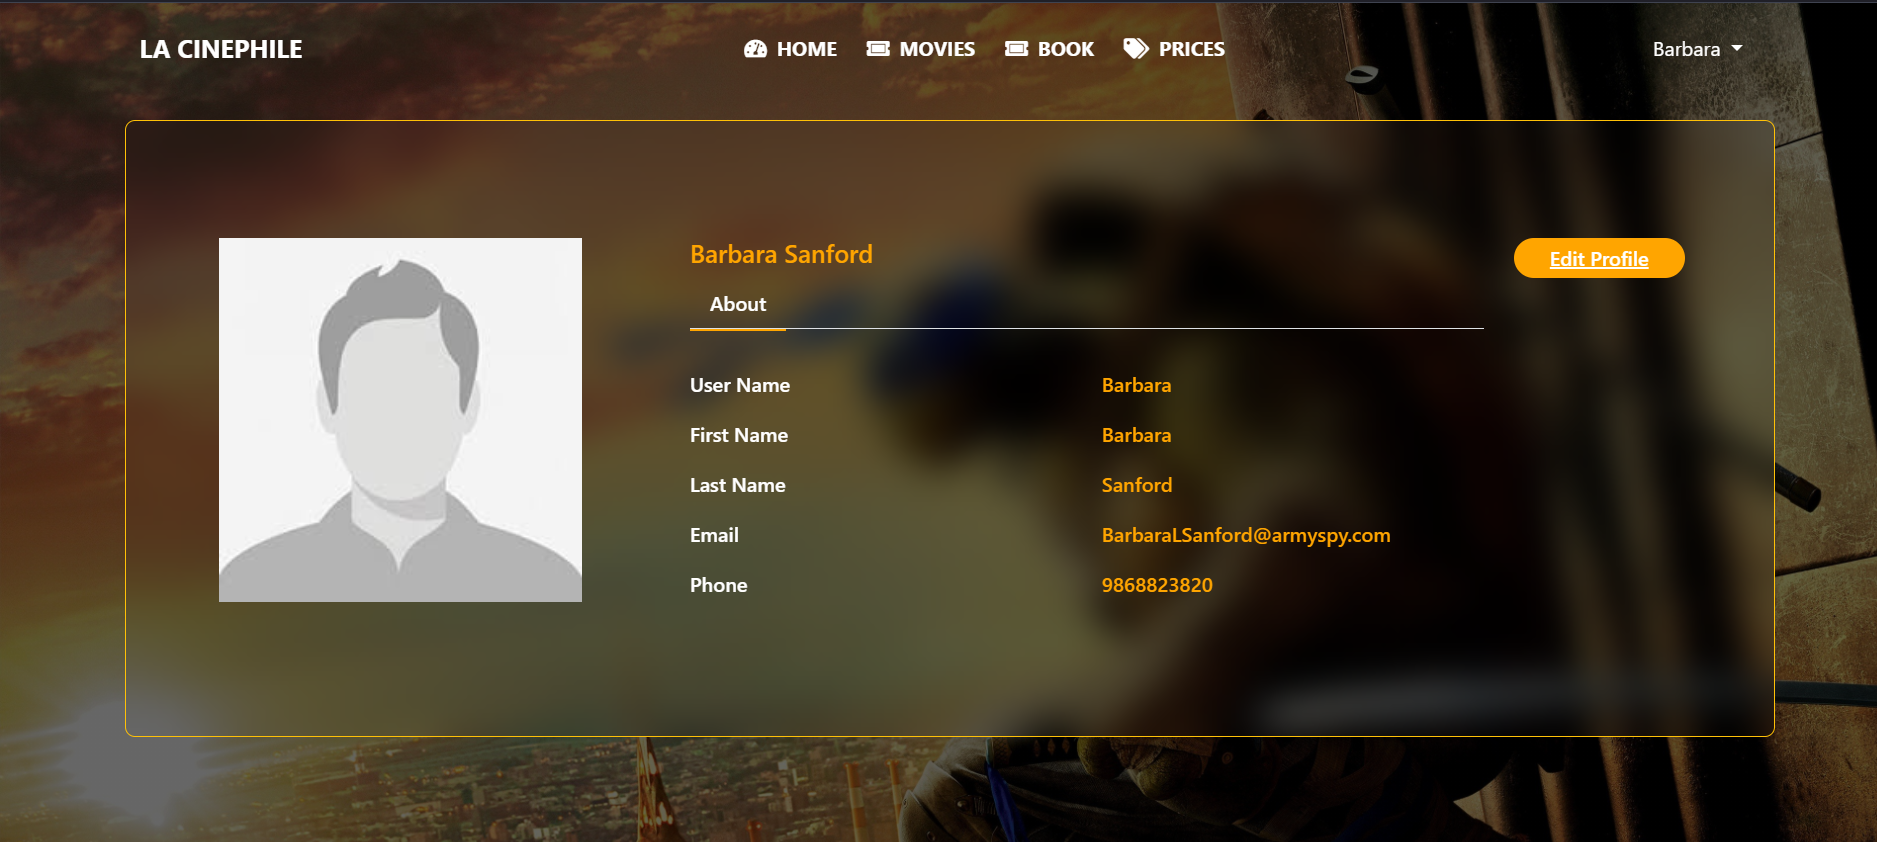 LA CINEPHILE
HOME MOVIES BOOK PRICES
Barbara
Barbara Sanford
Edit Profile
About
User Name Barbara
First Name Barbara
Last Name Sanford
Email BarbaraLSanford@armyspy.com
Phone 9868823820